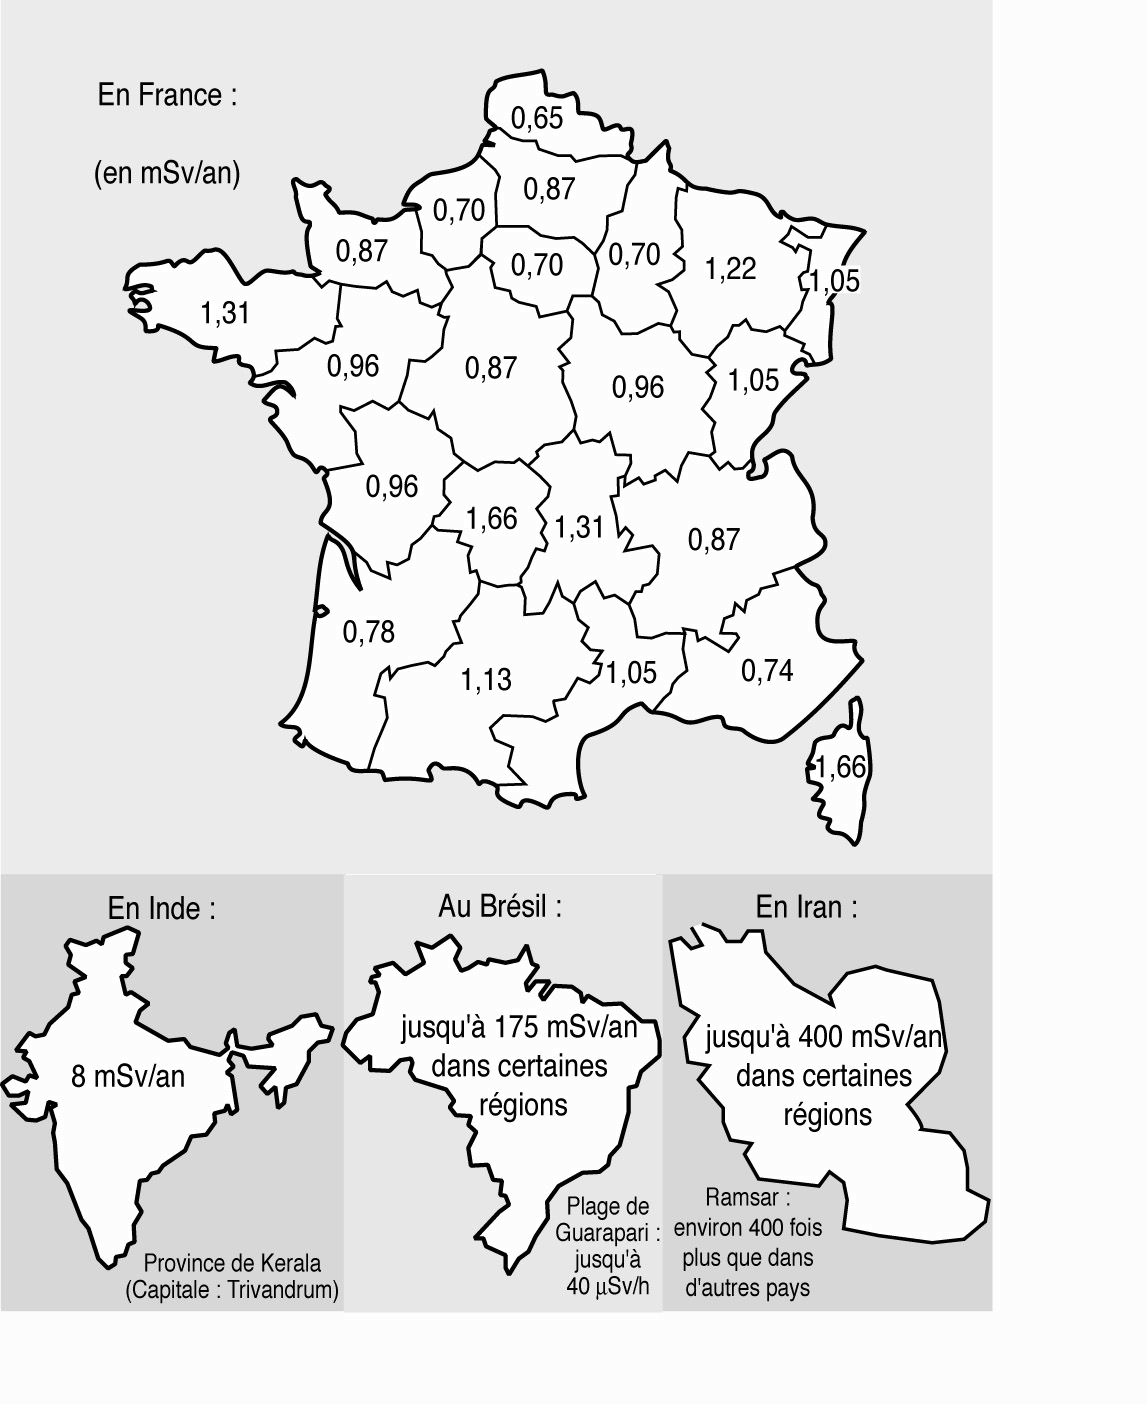 En France :
(en mSv/an)
0,65
0,87
0,70
0,87
0,70
0,70
1,22
1,05
1,31
0,96
0,87
0,96
1,05
0,96
1,66
1,31
0,87
0,78
1,13
1,05
0,74
1,66
En Inde :
8 mSv/an
Province de Kerala
(Capitale : Trivandrum)
Au Brésil :
jusqu'à 175 mSv/an
dans certaines
régions
Plage de
Guarapari :
jusqu'à
40 µSv/h
En Iran :
jusqu'à 400 mSv/an
dans certaines
régions
Ramsar :
environ 400 fois
plus que dans
d'autres pays